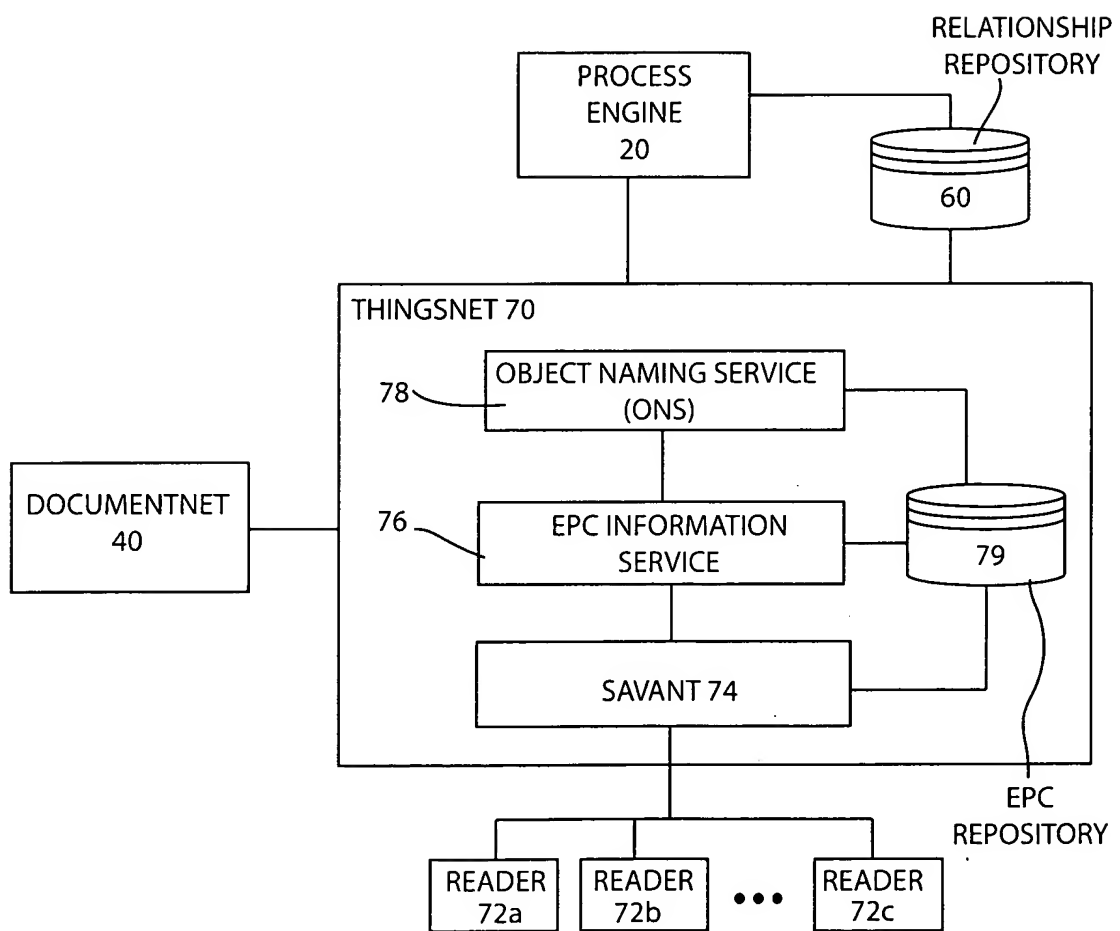 RELATIONSHIP
REPOSITORY
PROCESS
ENGINE
20
60
THINGSNET 70
78
OBJECT NAMING SERVICE
(ONS)
DOCUMENTNET
40
76
EPC INFORMATION
SERVICE
79
SAVANT 74
EPC
REPOSITORY
READER
72a
READER
72b
READER
72c